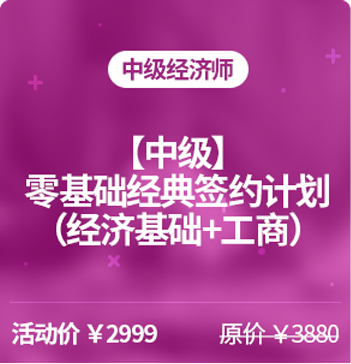 中级经济师
【中级】
零基础经典签约计划
（经济基础+工商）
活动价 ￥2999 原价 ￥3880